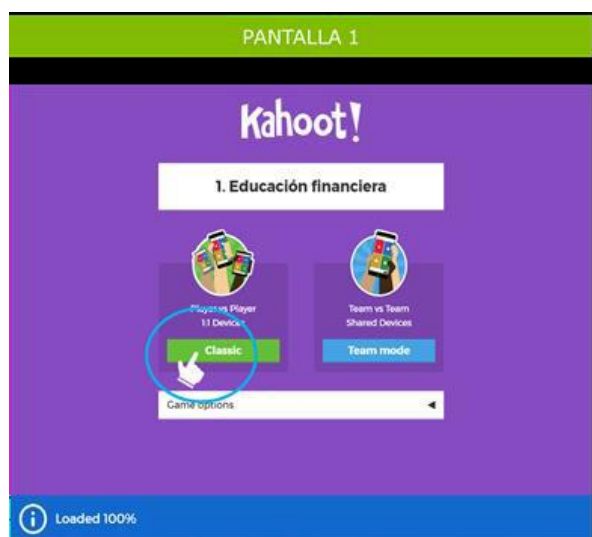 PANTALLA 1
Kahoot!
1. Educación financiera
Player vs Player
1:1 Devices
Classic
Team vs Team
Shared Devices
Team mode
Game options
Loaded 100%